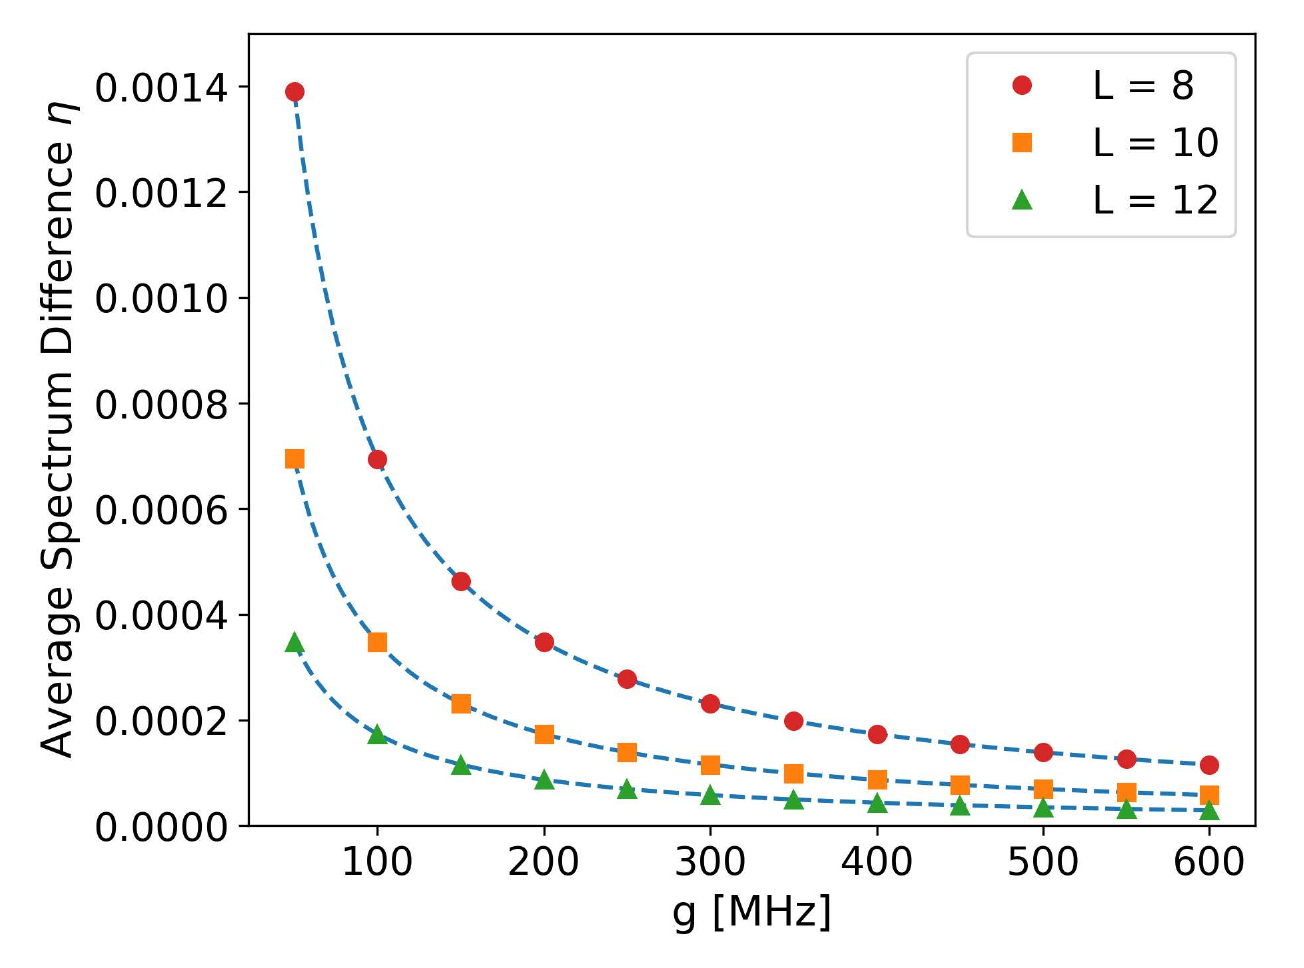 Average Spectrum Difference η
0.0014
0.0012
0.0010
0.0008
0.0006
0.0004
0.0002
0.0000
L = 8
L = 10
L = 12
100 200 300 400 500 600
g [MHz]